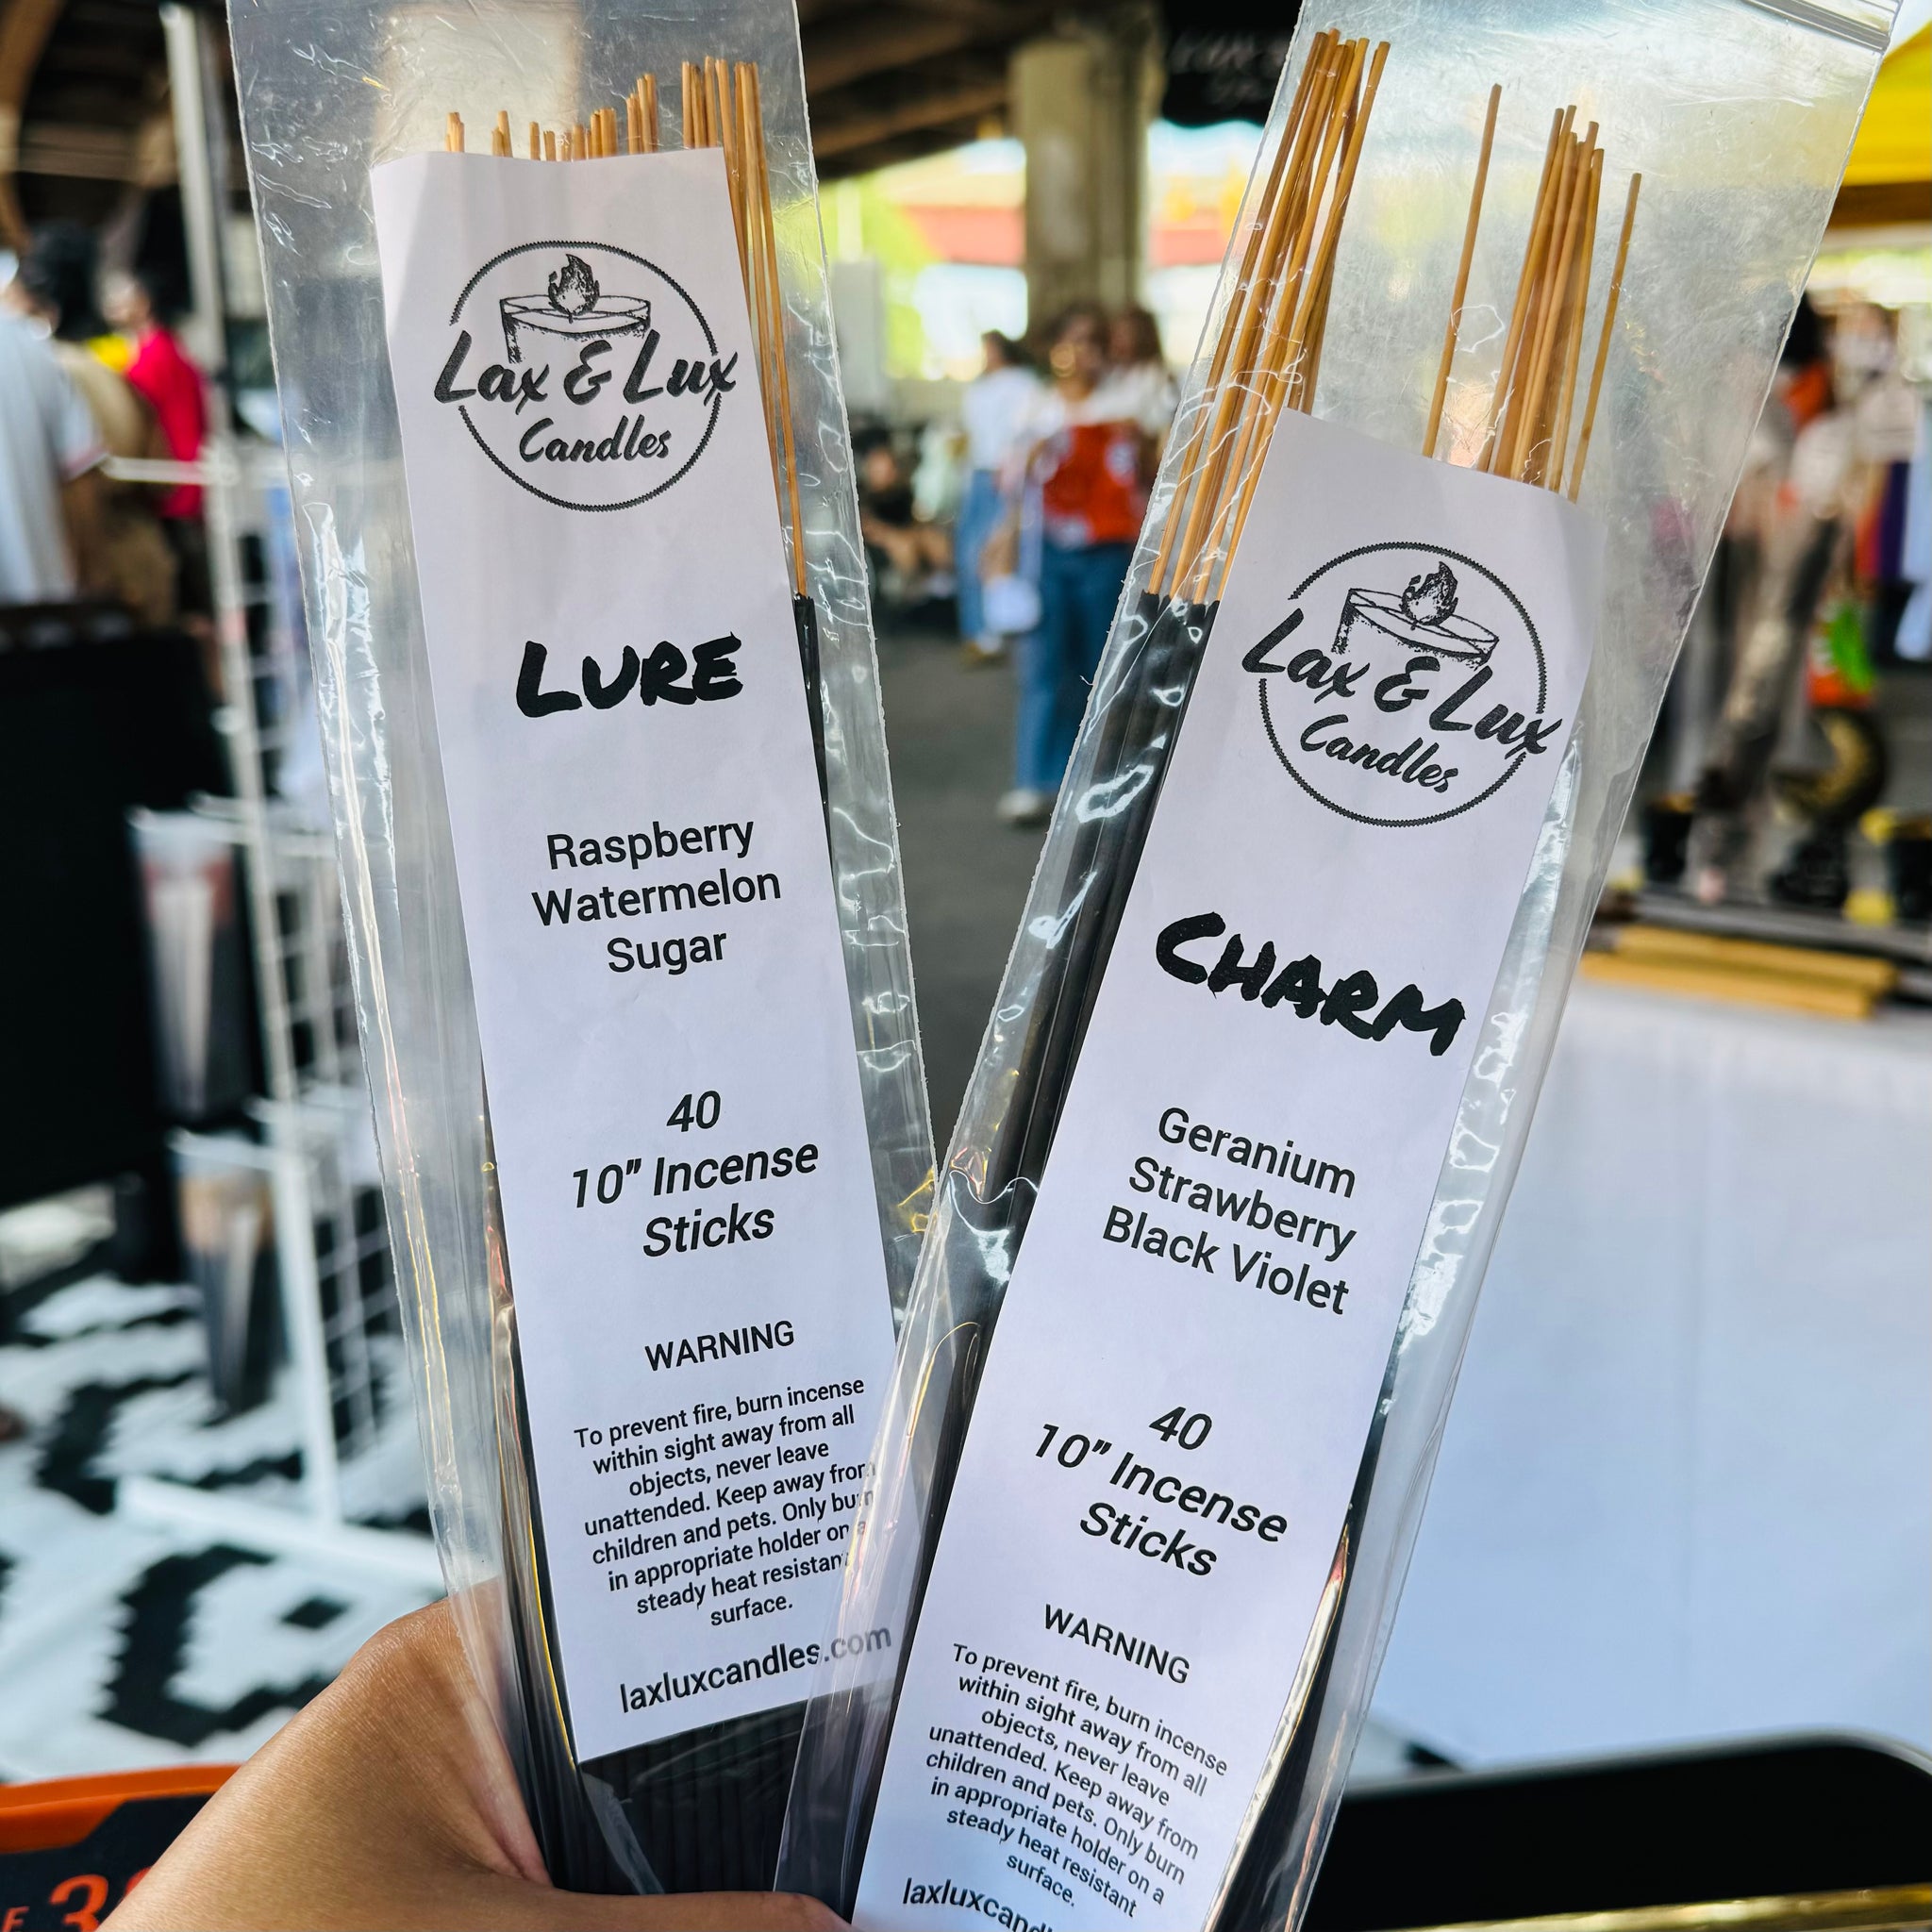 Lax & Lux
Candles
LURE
Raspberry
Watermelon
Sugar
40
10" Incense
Sticks
WARNING
To prevent fire, burn incense
within sight away from all
objects, never leave
unattended. Keep away from
children and pets. Only burn
in appropriate holder on a
steady heat resistant
surface.
laxluxcandles.com
Lax & Lux
Candles
CHARM
Geranium
Strawberry
Black Violet
40
10" Incense
Sticks
WARNING
To prevent fire, burn incense
within sight away from all
objects, never leave
unattended. Keep away from
children and pets. Only burn
in appropriate holder on a
steady heat resistant
surface.